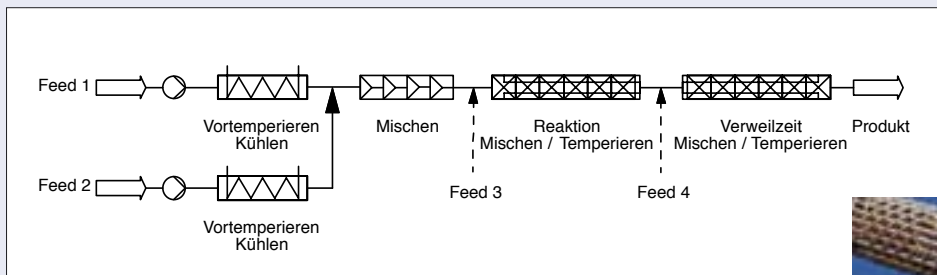 Feed 1
Vortemperieren
Kühlen
Mischen
Reaktion
Mischen / Temperieren
Verweilzeit
Mischen / Temperieren
Produkt
Feed 2
Feed 3
Feed 4
Vortemperieren
Kühlen